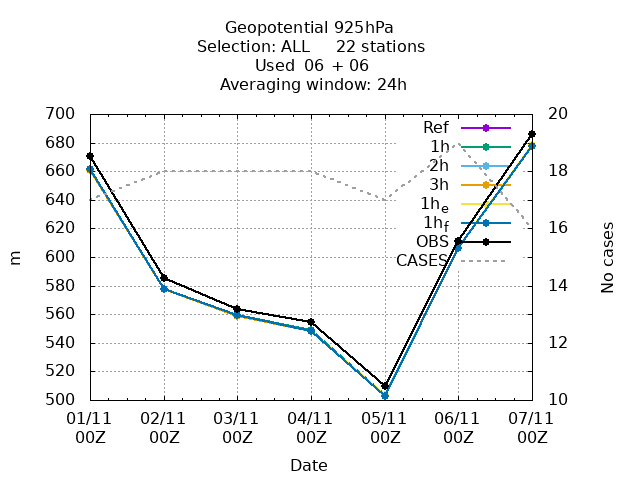 Geopotential 925hPa
Selection: ALL 22 stations
Used 06 + 06
Averaging window: 24h
700
680
660
640
620
600
580
560
540
520
500
m
20
18
16
14
12
10
No cases
Ref
1h
2h
3h
1he
1hf
OBS
CASES
01/11 02/11 03/11 04/11 05/11 06/11 07/11
00Z 00Z 00Z 00Z 00Z 00Z 00Z
Date